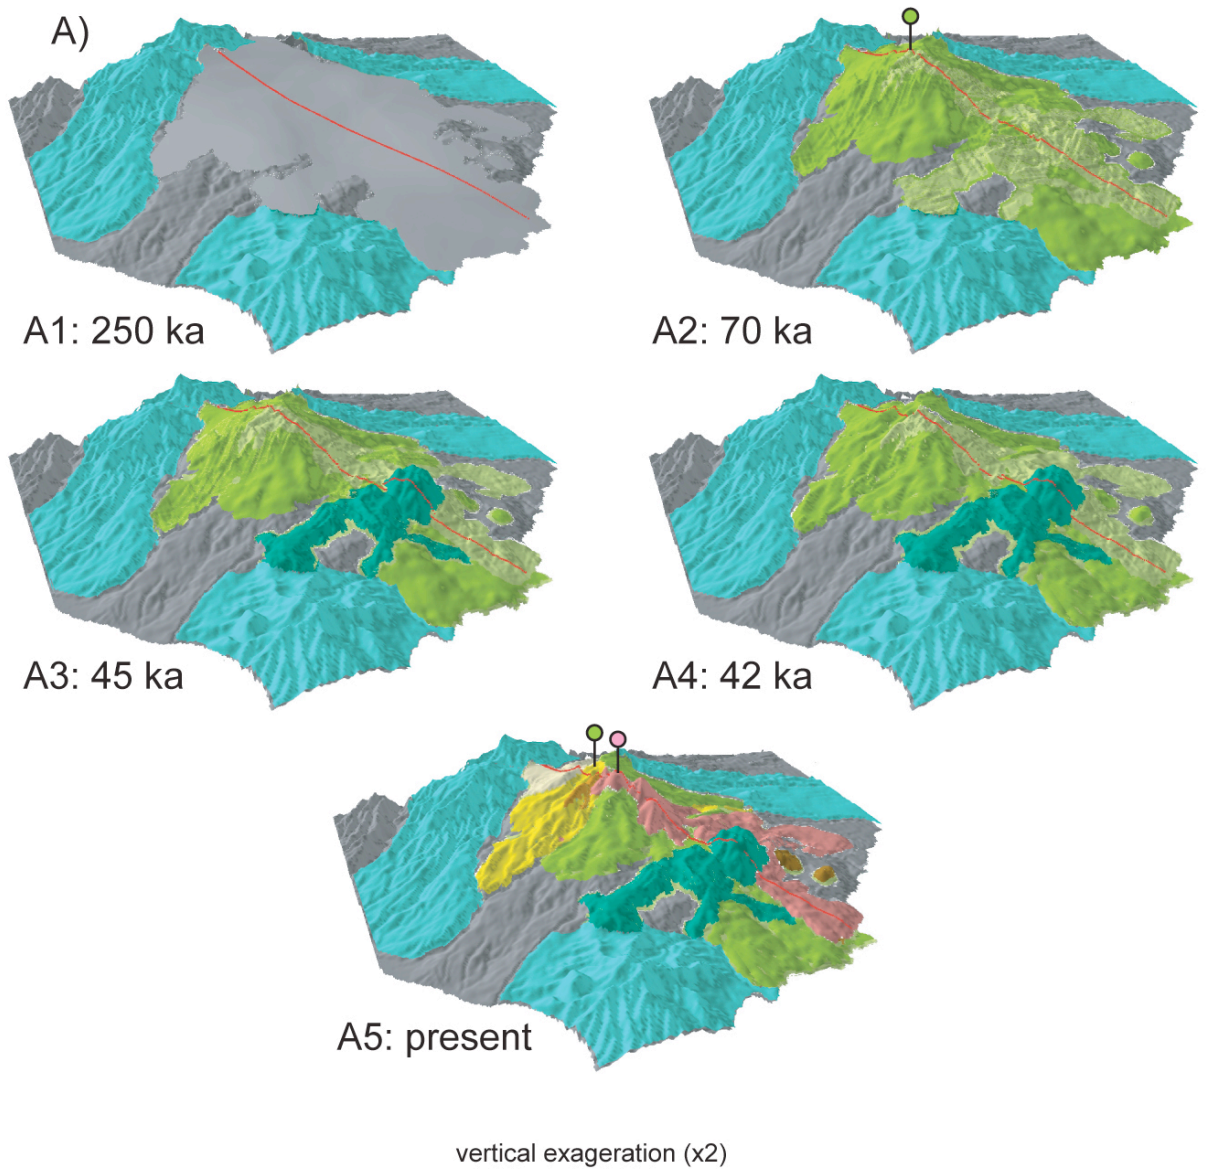 A)
A1: 250 ka
A2: 70 ka
A3: 45 ka
A4: 42 ka
A5: present
vertical exageration (x2)